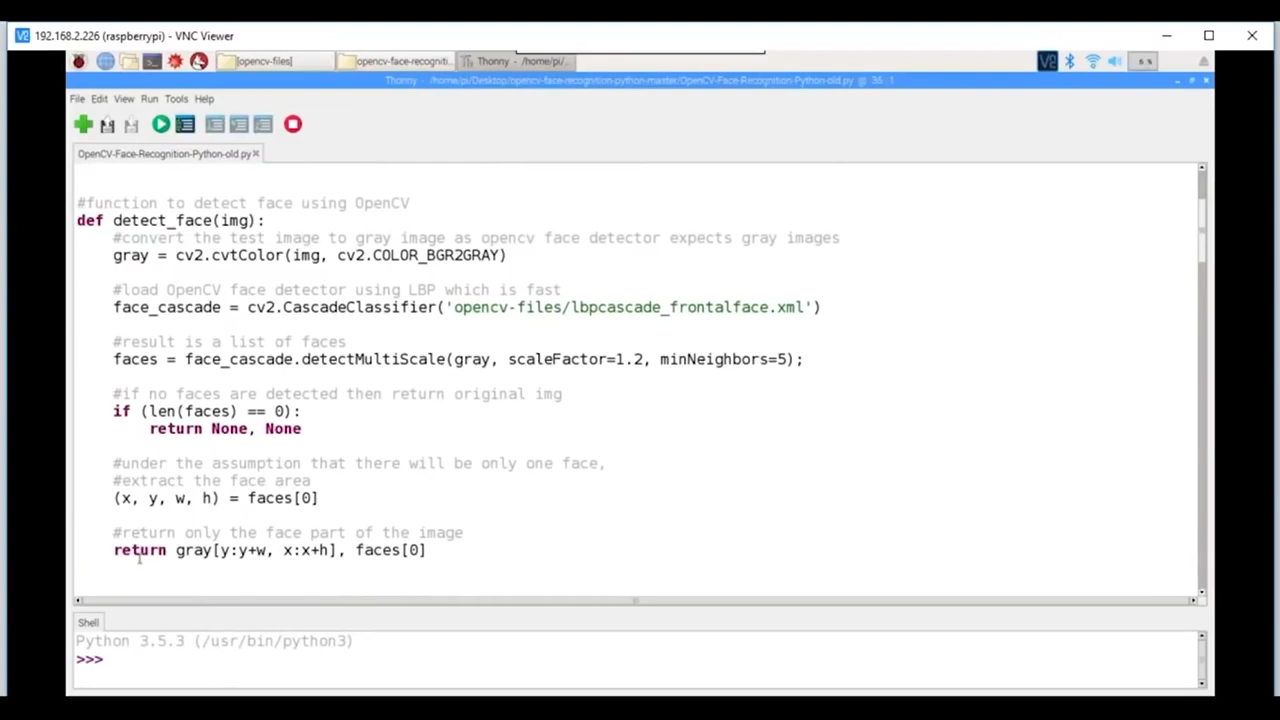 192.168.2.226 (raspberrypi) - VNC Viewer
[opencv-files]
opencv-face-recogniti...
Thonny - /home/pi/...
6 %
Thonny - /home/pi/Desktop/opencv-face-recognition-python-master/OpenCV-Face-Recognition-Python-old.py @ 36 : 1
File Edit View Run Tools Help
OpenCV-Face-Recognition-Python-old.py
#function to detect face using OpenCV
def detect_face(img):
    #convert the test image to gray image as opencv face detector expects gray images
    gray = cv2.cvtColor(img, cv2.COLOR_BGR2GRAY)
    #load OpenCV face detector using LBP which is fast
    face_cascade = cv2.CascadeClassifier('opencv-files/lbpcascade_frontalface.xml')
    #result is a list of faces
    faces = face_cascade.detectMultiScale(gray, scaleFactor=1.2, minNeighbors=5);
    #if no faces are detected then return original img
    if (len(faces) == 0):
        return None, None
    #under the assumption that there will be only one face,
    #extract the face area
    (x, y, w, h) = faces[0]
    #return only the face part of the image
    return gray[y:y+w, x:x+h], faces[0]
Shell
Python 3.5.3 (/usr/bin/python3)
>>>